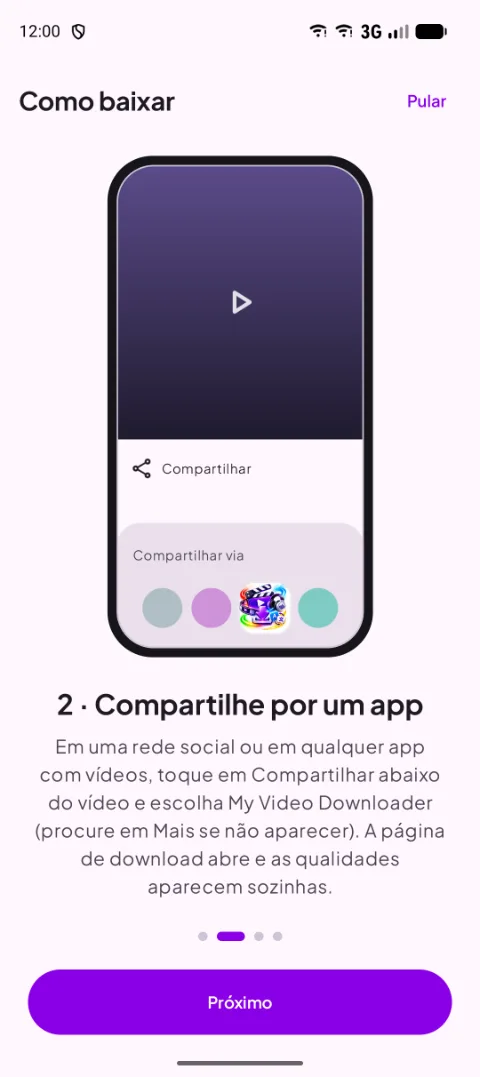 12:00
3G
Como baixar
Pular
Compartilhar
Compartilhar via
2 · Compartilhe por um app
Em uma rede social ou em qualquer app
com vídeos, toque em Compartilhar abaixo
do vídeo e escolha My Video Downloader
(procure em Mais se não aparecer). A página
de download abre e as qualidades
aparecem sozinhas.
Próximo